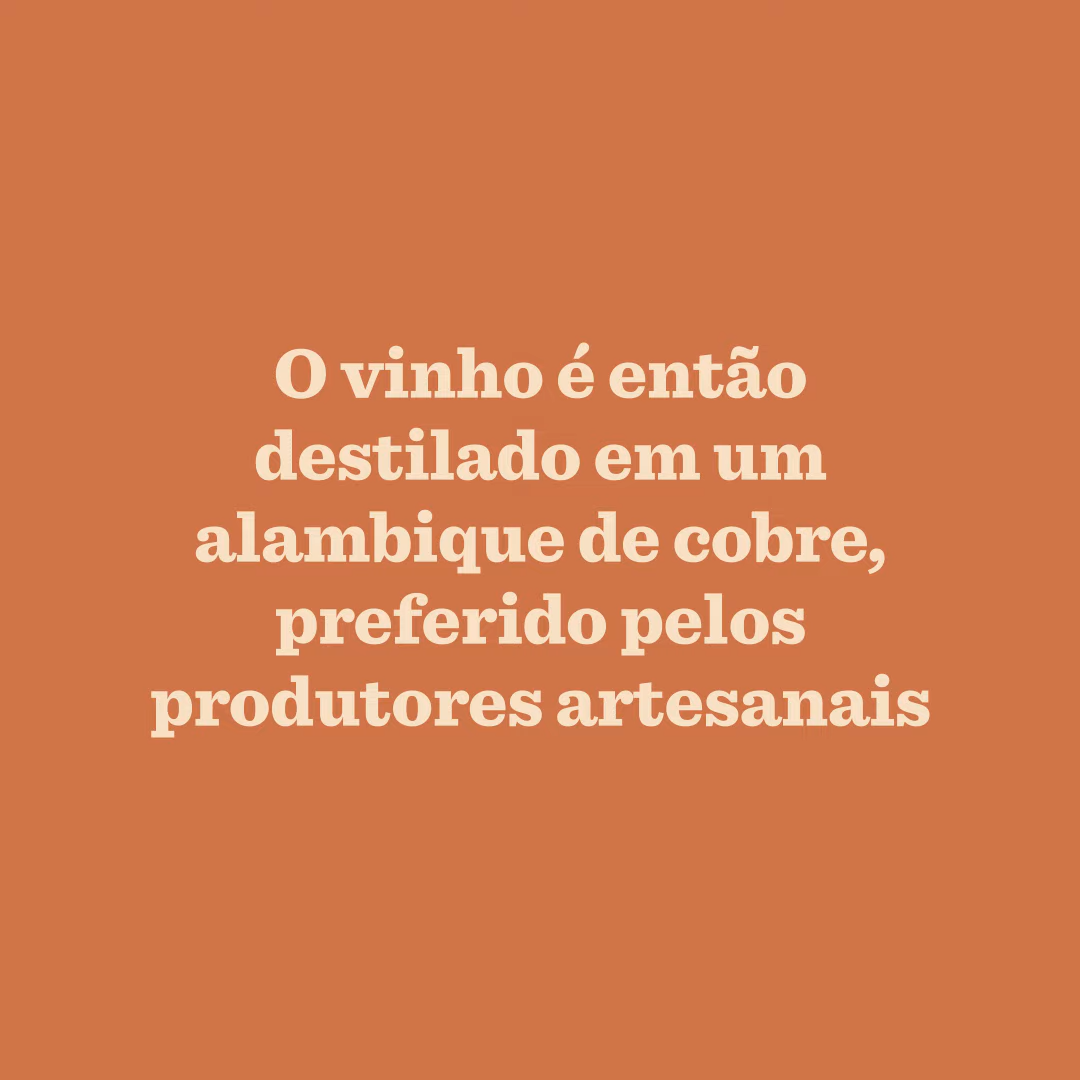 O vinho é então
destilado em um
alambique de cobre,
preferido pelos
produtores artesanais